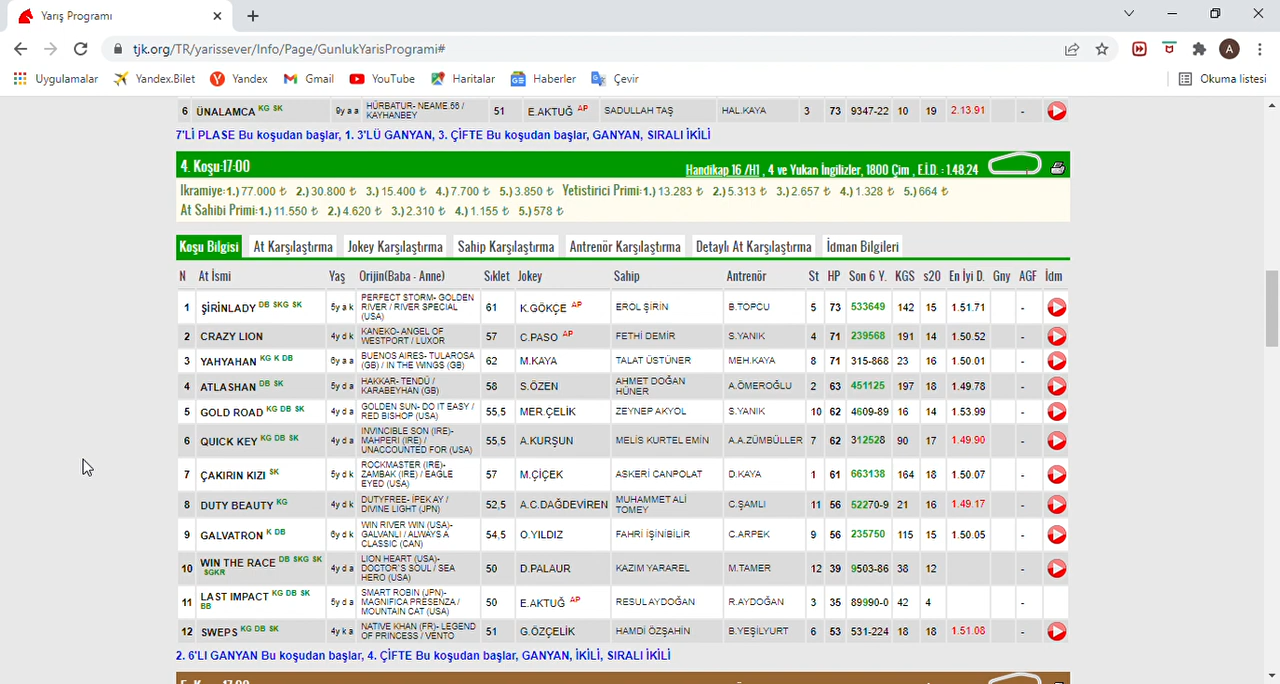 Yarış Programı
tjk.org/TR/yarissever/Info/Page/GunlukYarisProgrami#
A
Uygulamalar Yandex.Bilet Yandex Gmail YouTube Haritalar Haberler Çevir Okuma listesi
6 ÜNALAMCA KG SK 9y a a HÜRBATUR- NEAME.56 / KAYHANBEY 51 E.AKTUĞ AP SADULLAH TAŞ HAL.KAYA 3 73 9347-22 10 19 2.13.91 -
7'Lİ PLASE Bu koşudan başlar, 1. 3'LÜ GANYAN, 3. ÇİFTE Bu koşudan başlar, GANYAN, SIRALI İKİLİ
4. Koşu:17:00 Handikap 16 /H1 , 4 ve Yukarı İngilizler, 1800 Çim , E.İ.D. : 1.48.24
İkramiye:1.) 77.000 ₺ 2.) 30.800 ₺ 3.) 15.400 ₺ 4.) 7.700 ₺ 5.) 3.850 ₺ Yetiştirici Primi:1.) 13.283 ₺ 2.) 5.313 ₺ 3.) 2.657 ₺ 4.) 1.328 ₺ 5.) 664 ₺
At Sahibi Primi:1.) 11.550 ₺ 2.) 4.620 ₺ 3.) 2.310 ₺ 4.) 1.155 ₺ 5.) 578 ₺
Koşu Bilgisi At Karşılaştırma Jokey Karşılaştırma Sahip Karşılaştırma Antrenör Karşılaştırma Detaylı At Karşılaştırma İdman Bilgileri
N At İsmi Yaş Orijin(Baba - Anne) Sıklet Jokey Sahip Antrenör St HP Son 6 Y. KGS s20 En İyi D. Gny AGF İdm
1 ŞİRİNLADY DB SKG SK 5y a k PERFECT STORM- GOLDEN RIVER / RIVER SPECIAL (USA) 61 K.GÖKÇE AP EROL ŞİRİN B.TOPCU 5 73 533649 142 15 1.51.71 -
2 CRAZY LION 4y d k KANEKO- ANGEL OF WESTPORT / LUXOR 57 C.PASO AP FETHİ DEMİR S.YANIK 4 71 239568 191 14 1.50.52 -
3 YAHYAHAN KG K DB 6y a a BUENOS AIRES- TULAROSA (GB) / IN THE WINGS (GB) 62 M.KAYA TALAT ÜSTÜNER MEH.KAYA 8 71 315-868 23 16 1.50.01 -
4 ATLASHAN DB SK 5y d a HAKKAR- TENDÜ / KARABEYHAN (GB) 58 S.ÖZEN AHMET DOĞAN HÜNER A.ÖMEROĞLU 2 63 451125 197 18 1.49.78 -
5 GOLD ROAD KG DB SK 4y d a GOLDEN SUN- DO IT EASY / RED BISHOP (USA) 55,5 MER.ÇELİK ZEYNEP AKYOL S.YANIK 10 62 4609-89 16 14 1.53.99 -
6 QUICK KEY KG DB SK 4y d a INVINCIBLE SON (IRE)- MAHPERI (IRE) / UNACCOUNTED FOR (USA) 55,5 A.KURŞUN MELİS KURTEL EMİN A.A.ZÜMBÜLLER 7 62 312528 90 17 1.49.90 -
7 ÇAKIRIN KIZI SK 5y d k ROCKMASTER (IRE)- ZAMBAK (IRE) / EAGLE EYED (USA) 57 M.ÇİÇEK ASKERİ CANPOLAT D.KAYA 1 61 663138 164 18 1.50.07 -
8 DUTY BEAUTY KG 4y d k DUTYFREE- İPEKAY / DIVINE LIGHT (JPN) 52,5 A.C.DAĞDEVİREN MUHAMMET ALİ TOMEY C.ŞAMLI 11 56 52270-9 21 16 1.49.17 -
9 GALVATRON K DB 6y d k WIN RIVER WIN (USA)- GALVANLI / ALWAYS A CLASSIC (CAN) 54,5 O.YILDIZ FAHRİ İŞİNİBİLİR C.ARPEK 9 56 235750 115 15 1.50.05 -
10 WIN THE RACE DB SKG SK SGKR 4y d a LION HEART (USA)- DOCTOR'S SOUL / SEA HERO (USA) 50 D.PALAUR KAZIM YARAREL M.TAMER 12 39 9503-86 38 12 -
11 LAST IMPACT KG DB SK BB 5y d a SMART ROBIN (JPN)- MAGNIFICA PRESENZA / MOUNTAIN CAT (USA) 50 E.AKTUĞ AP RESUL AYDOĞAN R.AYDOĞAN 3 35 89990-0 42 4 -
12 SWEPS KG DB SK 4y k a NATIVE KHAN (FR)- LEGEND OF PRINCESS / VENTO 51 G.ÖZÇELİK HAMDİ ÖZŞAHİN B.YEŞİLYURT 6 53 531-224 18 18 1.51.08 -
2. 6'LI GANYAN Bu koşudan başlar, 4. ÇİFTE Bu koşudan başlar, GANYAN, İKİLİ, SIRALI İKİLİ